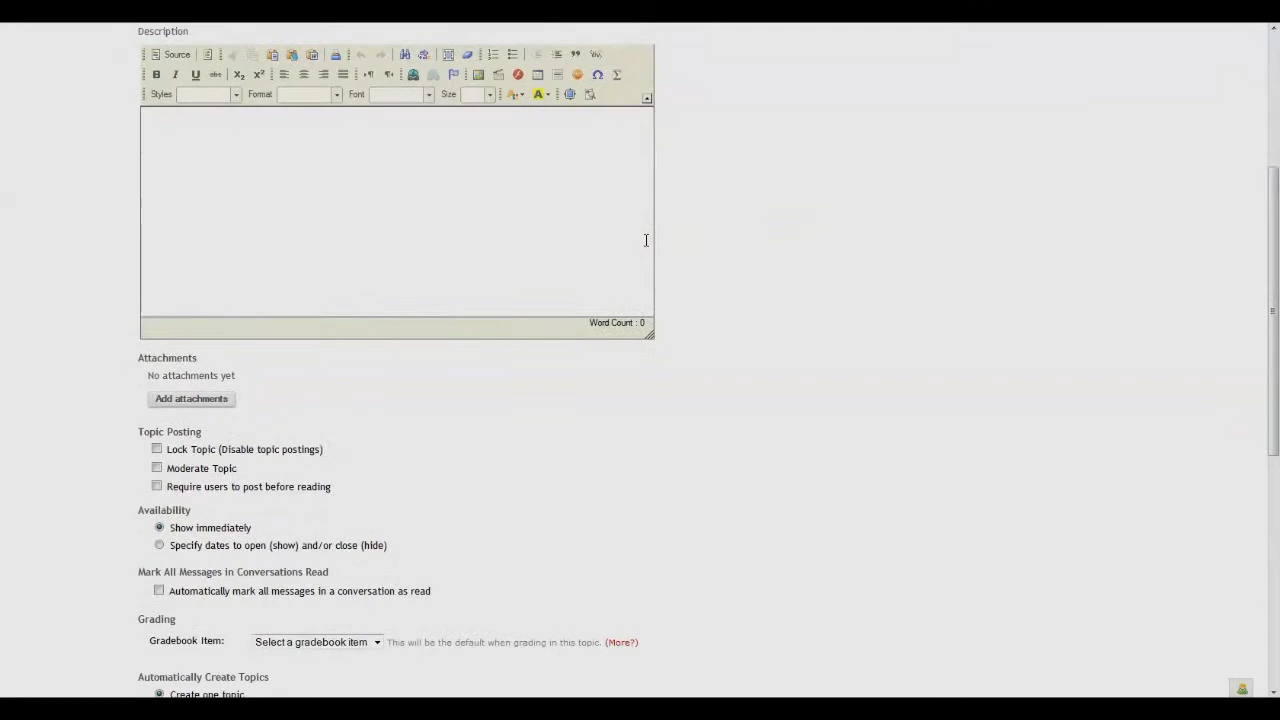 Description
Source
B I U abc X2 X2
Styles Format Font Size A A
Word Count : 0
Attachments
No attachments yet
Add attachments
Topic Posting
Lock Topic (Disable topic postings)
Moderate Topic
Require users to post before reading
Availability
Show immediately
Specify dates to open (show) and/or close (hide)
Mark All Messages in Conversations Read
Automatically mark all messages in a conversation as read
Grading
Gradebook Item: Select a gradebook item This will be the default when grading in this topic. (More?)
Automatically Create Topics
Create one topic